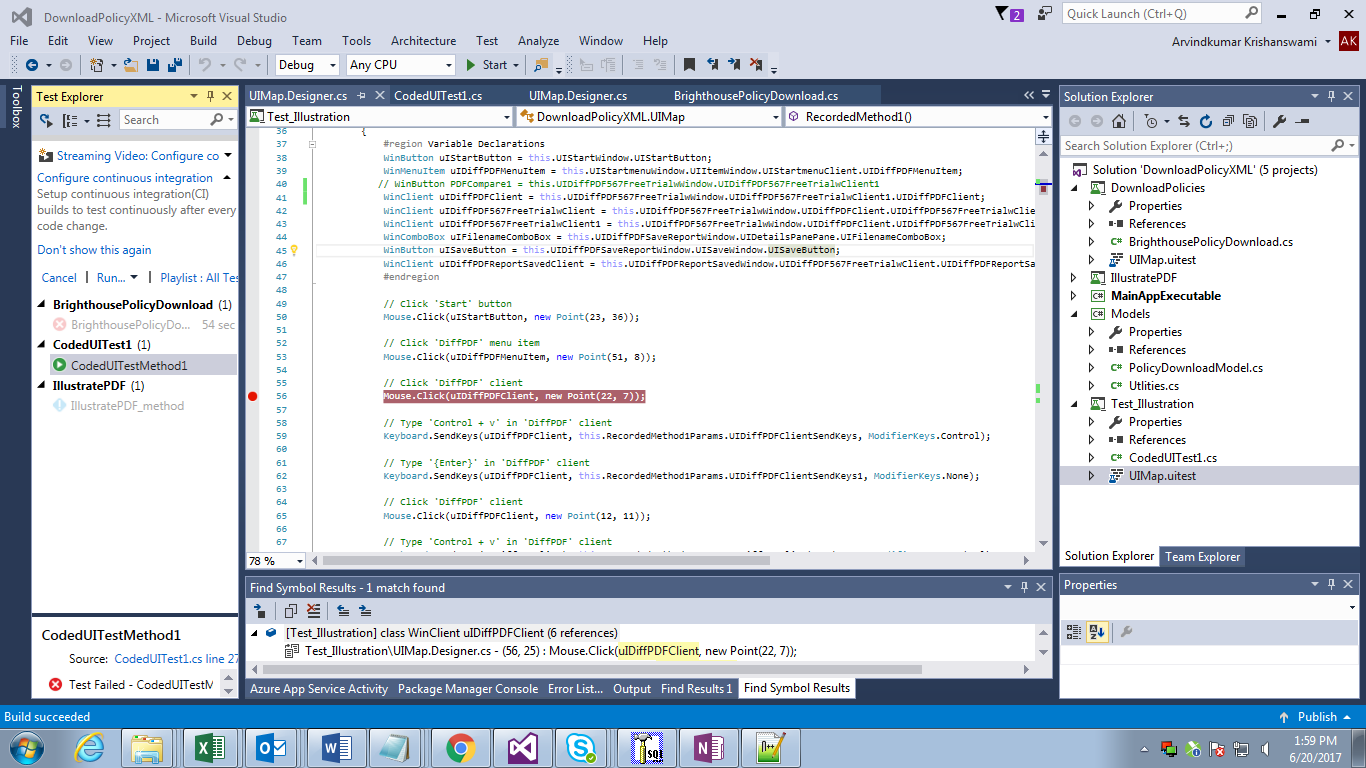 DownloadPolicyXML - Microsoft Visual Studio
2
Quick Launch (Ctrl+Q)
File Edit View Project Build Debug Team Tools Architecture Test Analyze Window Help
Arvindkumar Krishanswami AK
Debug Any CPU Start
Toolbox
Test Explorer
Search
Streaming Video: Configure co
Configure continuous integration
Setup continuous integration(CI)
builds to test continuously after every
code change.
Don't show this again
Cancel Run... Playlist : All Tes
BrighthousePolicyDownload (1)
BrighthousePolicyDo... 54 sec
CodedUITest1 (1)
CodedUITestMethod1
IllustratePDF (1)
IllustratePDF_method
CodedUITestMethod1
Source: CodedUITest1.cs line 27
Test Failed - CodedUITestM
UIMap.Designer.cs CodedUITest1.cs UIMap.Designer.cs BrighthousePolicyDownload.cs
Test_Illustration DownloadPolicyXML.UIMap RecordedMethod1()
36 {
37 #region Variable Declarations
38 WinButton uIStartButton = this.UIStartWindow.UIStartButton;
39 WinMenuItem uIDiffPDFMenuItem = this.UIStartmenuWindow.UIItemWindow.UIStartmenuClient.UIDiffPDFMenuItem;
40 // WinButton PDFCompare1 = this.UIDiffPDF567FreeTrialwWindow.UIDiffPDF567FreeTrialwClient1
41 WinClient uIDiffPDFClient = this.UIDiffPDF567FreeTrialwWindow.UIDiffPDF567FreeTrialwClient1.UIDiffPDFClient;
42 WinClient uIDiffPDF567FreeTrialwClient = this.UIDiffPDF567FreeTrialwWindow.UIDiffPDFClient.UIDiffPDF567FreeTrialwClie
43 WinClient uIDiffPDF567FreeTrialwClient1 = this.UIDiffPDF567FreeTrialwWindow.UIDiffPDFClient.UIDiffPDF567FreeTrialwCli
44 WinComboBox uIFilenameComboBox = this.UIDiffPDFSaveReportWindow.UIDetailsPanePane.UIFilenameComboBox;
45 WinButton uISaveButton = this.UIDiffPDFSaveReportWindow.UISaveWindow.UISaveButton;
46 WinClient uIDiffPDFReportSavedClient = this.UIDiffPDFReportSavedWindow.UIDiffPDF567FreeTrialwClient.UIDiffPDFReportSa
47 #endregion
48
49 // Click 'Start' button
50 Mouse.Click(uIStartButton, new Point(23, 36));
51
52 // Click 'DiffPDF' menu item
53 Mouse.Click(uIDiffPDFMenuItem, new Point(51, 8));
54
55 // Click 'DiffPDF' client
56 Mouse.Click(uIDiffPDFClient, new Point(22, 7));
57
58 // Type 'Control + v' in 'DiffPDF' client
59 Keyboard.SendKeys(uIDiffPDFClient, this.RecordedMethod1Params.UIDiffPDFClientSendKeys, ModifierKeys.Control);
60
61 // Type '{Enter}' in 'DiffPDF' client
62 Keyboard.SendKeys(uIDiffPDFClient, this.RecordedMethod1Params.UIDiffPDFClientSendKeys1, ModifierKeys.None);
63
64 // Click 'DiffPDF' client
65 Mouse.Click(uIDiffPDFClient, new Point(12, 11));
66
67 // Type 'Control + v' in 'DiffPDF' client
78 %
Find Symbol Results - 1 match found
[Test_Illustration] class WinClient uIDiffPDFClient (6 references)
Test_Illustration\UIMap.Designer.cs - (56, 25) : Mouse.Click(uIDiffPDFClient, new Point(22, 7));
Azure App Service Activity Package Manager Console Error List... Output Find Results 1 Find Symbol Results
Solution Explorer
Search Solution Explorer (Ctrl+;)
Solution 'DownloadPolicyXML' (5 projects)
DownloadPolicies
Properties
References
BrighthousePolicyDownload.cs
UIMap.uitest
IllustratePDF
MainAppExecutable
Models
Properties
References
PolicyDownloadModel.cs
Utlities.cs
Test_Illustration
Properties
References
CodedUITest1.cs
UIMap.uitest
Solution Explorer Team Explorer
Properties
Build succeeded
Publish
1:59 PM
6/20/2017